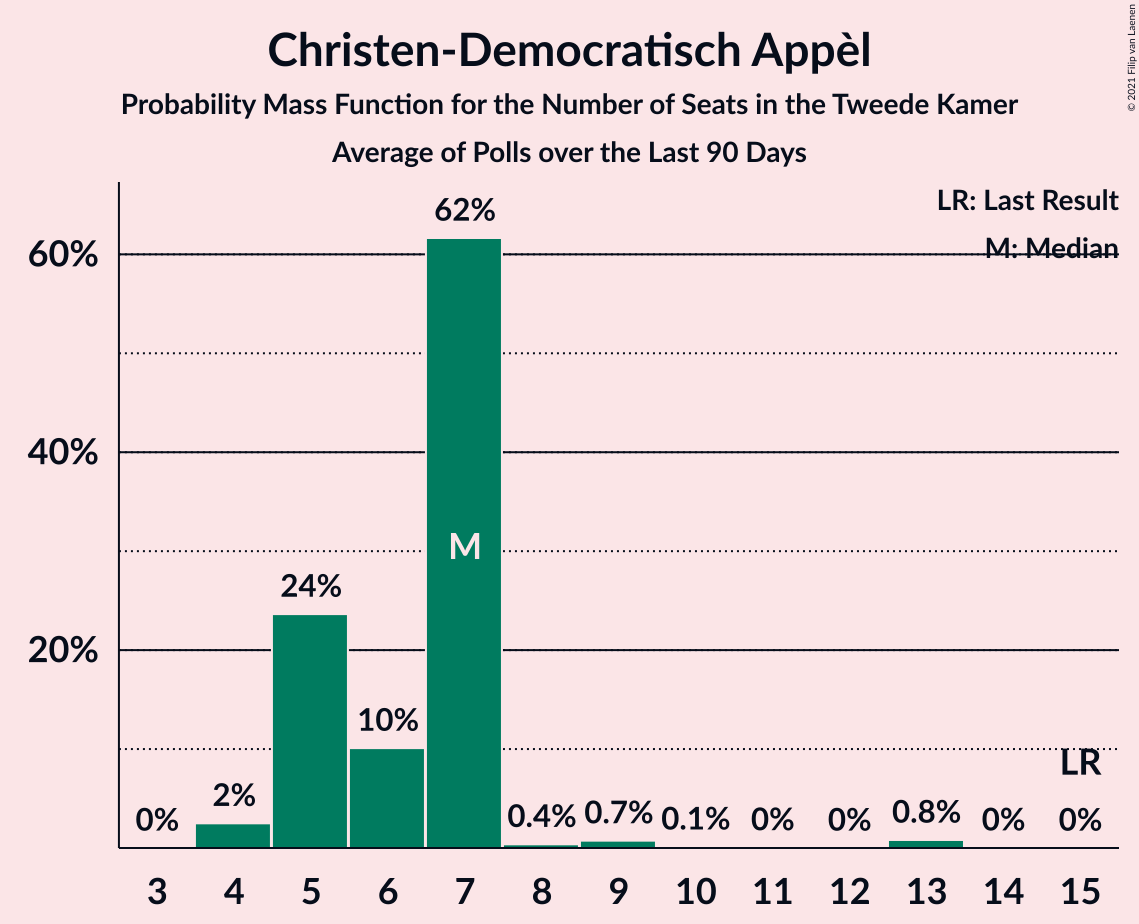 Christen-Democratisch Appèl
Probability Mass Function for the Number of Seats in the Tweede Kamer
Average of Polls over the Last 90 Days
© 2021 Filip van Laenen
LR: Last Result
M: Median
60%
40%
20%
0%
2%
24%
10%
62%
M
0.4%
0.7%
0.1%
0%
0%
0.8%
0%
LR
0%
3 4 5 6 7 8 9 10 11 12 13 14 15